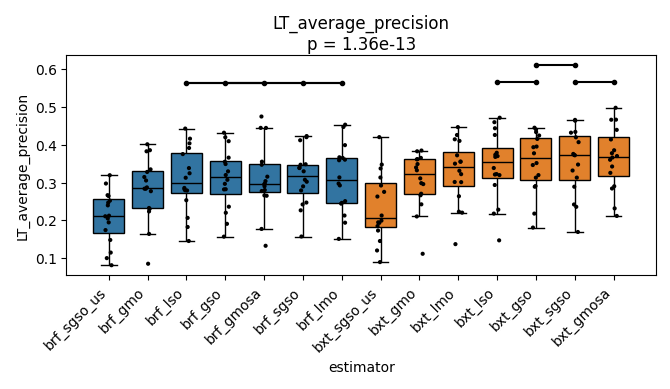 LT_average_precision
p = 1.36e-13
LT_average_precision
0.6
0.5
0.4
0.3
0.2
0.1
brf_sgso_us
brf_gmo
brf_lso
brf_gso
brf_gmosa
brf_sgso
brf_lmo
bxt_sgso_us
bxt_gmo
bxt_lmo
bxt_lso
bxt_gso
bxt_sgso
bxt_gmosa
estimator